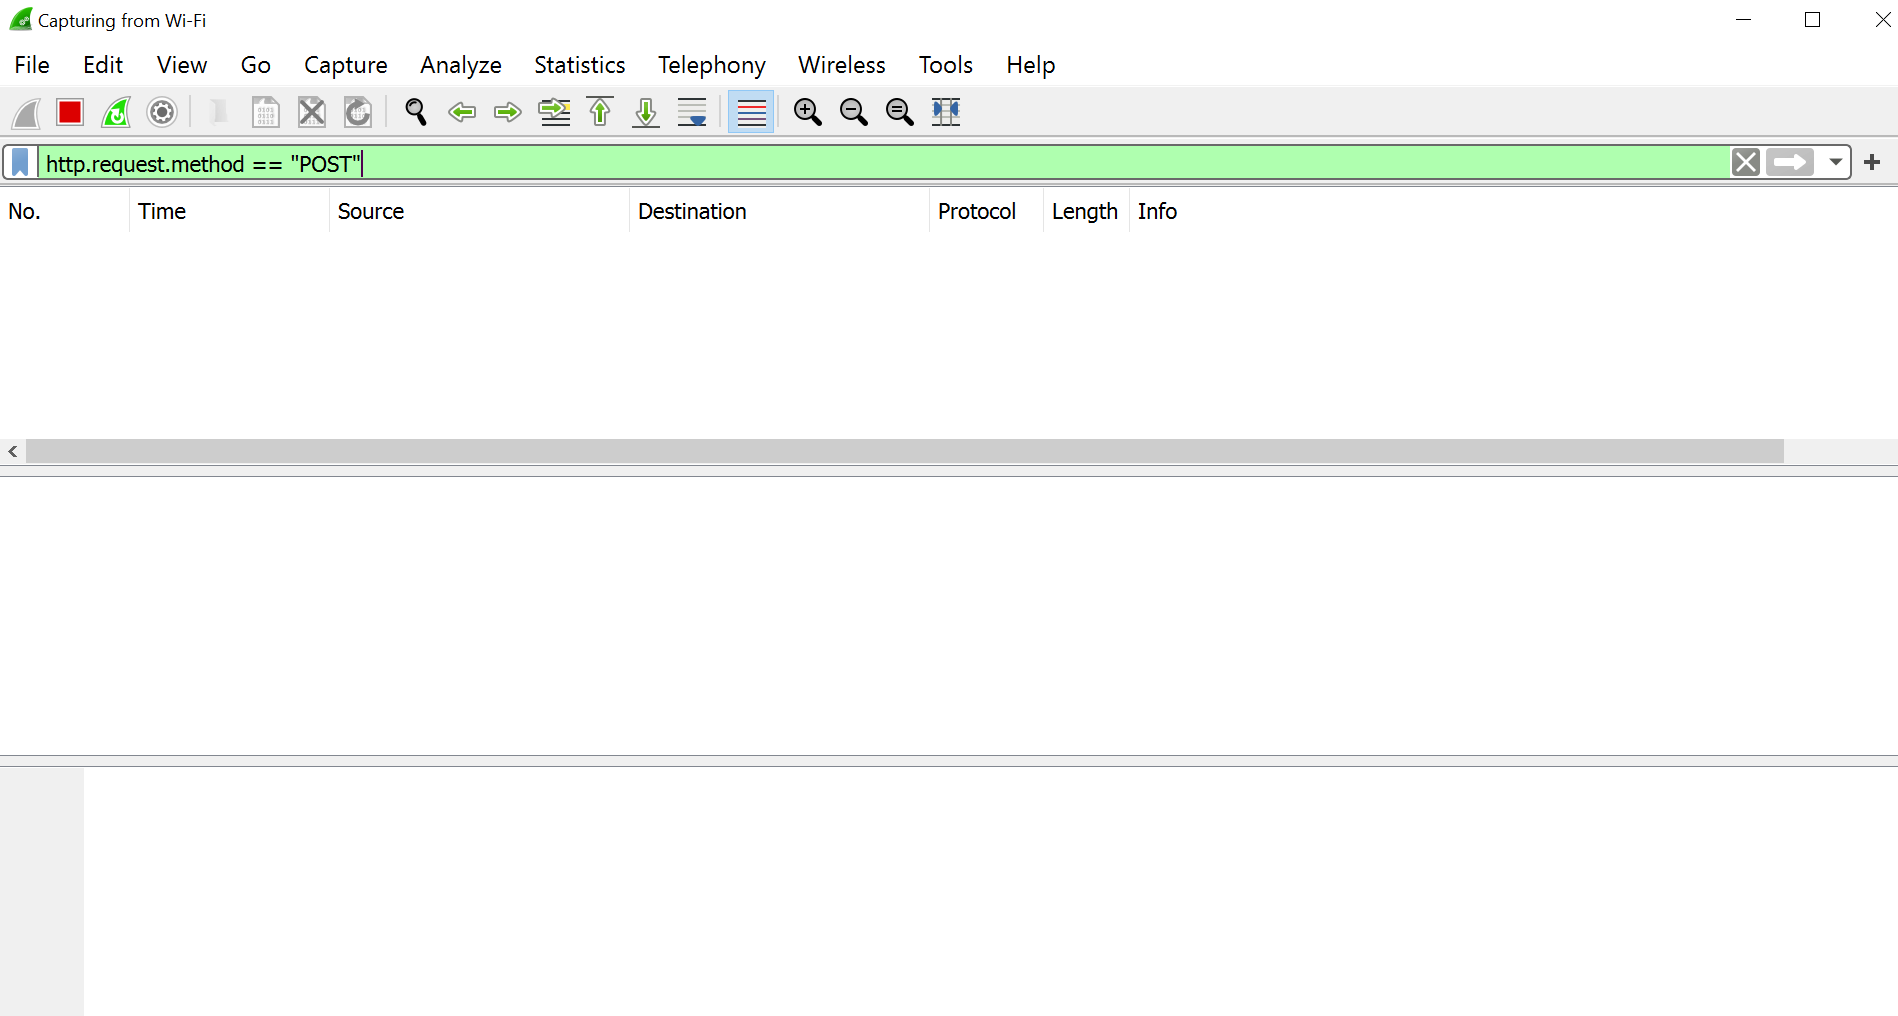 Capturing from Wi-Fi
File Edit View Go Capture Analyze Statistics Telephony Wireless Tools Help
http.request.method == "POST"
No. Time Source Destination Protocol Length Info